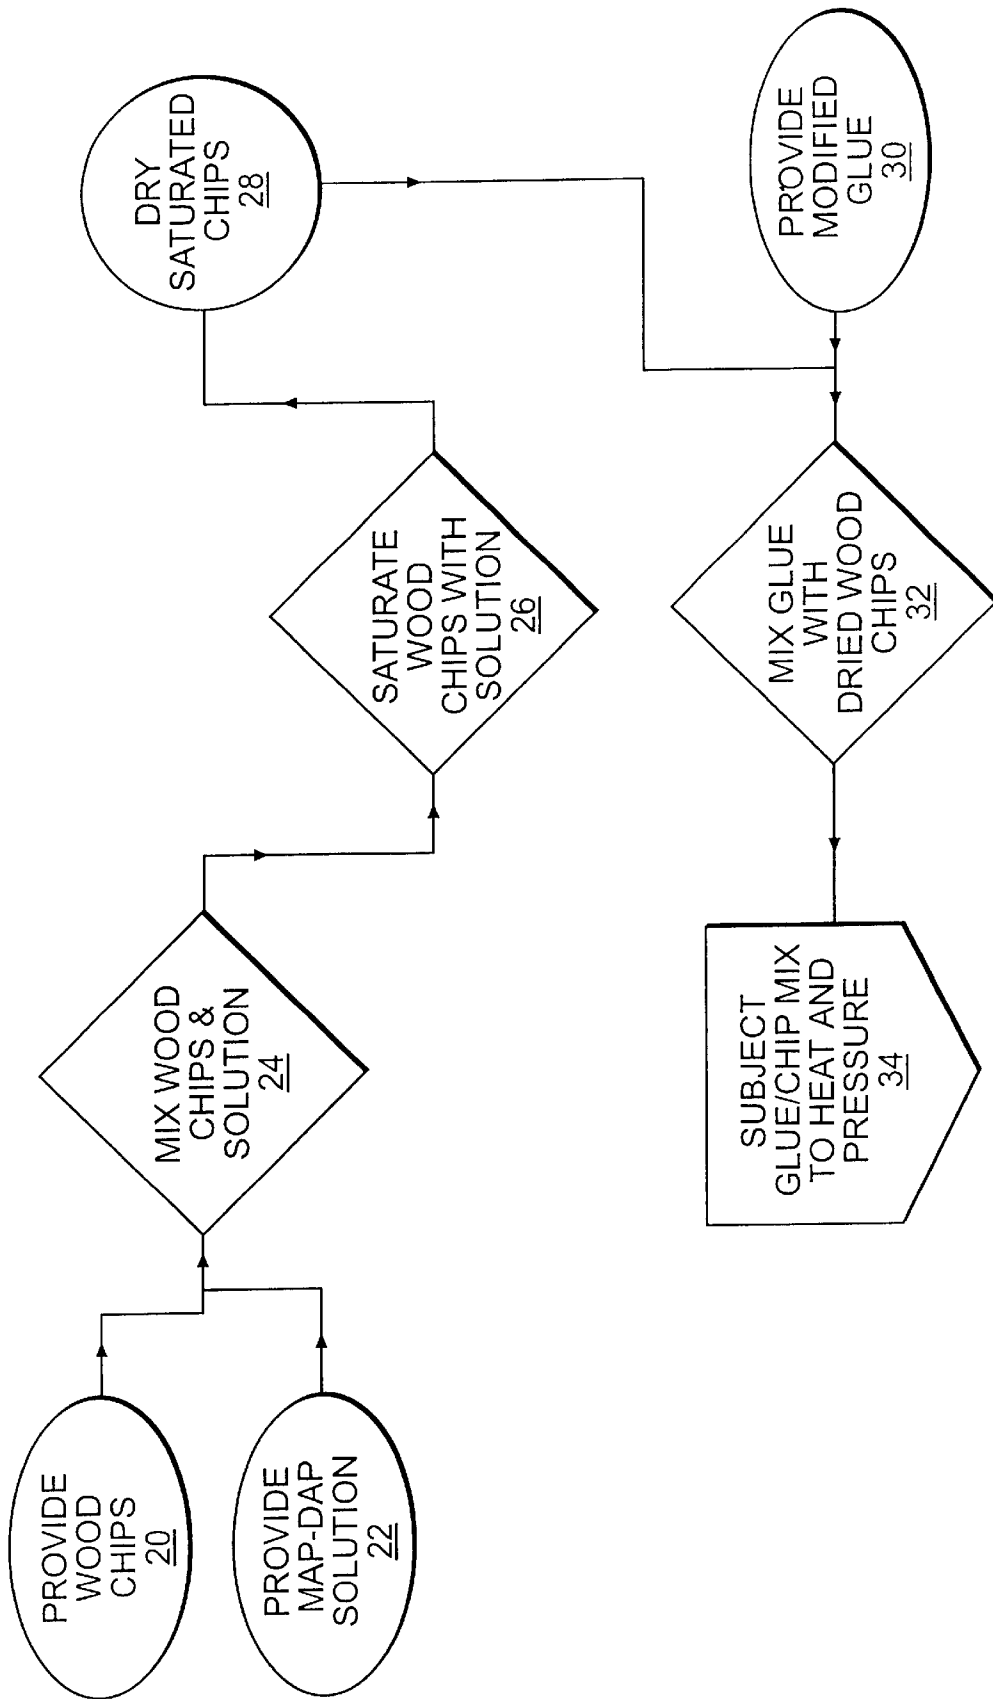 PROVIDE
WOOD
CHIPS
20
PROVIDE
MAP-DAP
SOLUTION
22
MIX WOOD
CHIPS &
SOLUTION
24
SATURATE
WOOD
CHIPS WITH
SOLUTION
26
DRY
SATURATED
CHIPS
28
PROVIDE
MODIFIED
GLUE
30
MIX GLUE
WITH
DRIED WOOD
CHIPS
32
SUBJECT
GLUE/CHIP MIX
TO HEAT AND
PRESSURE
34